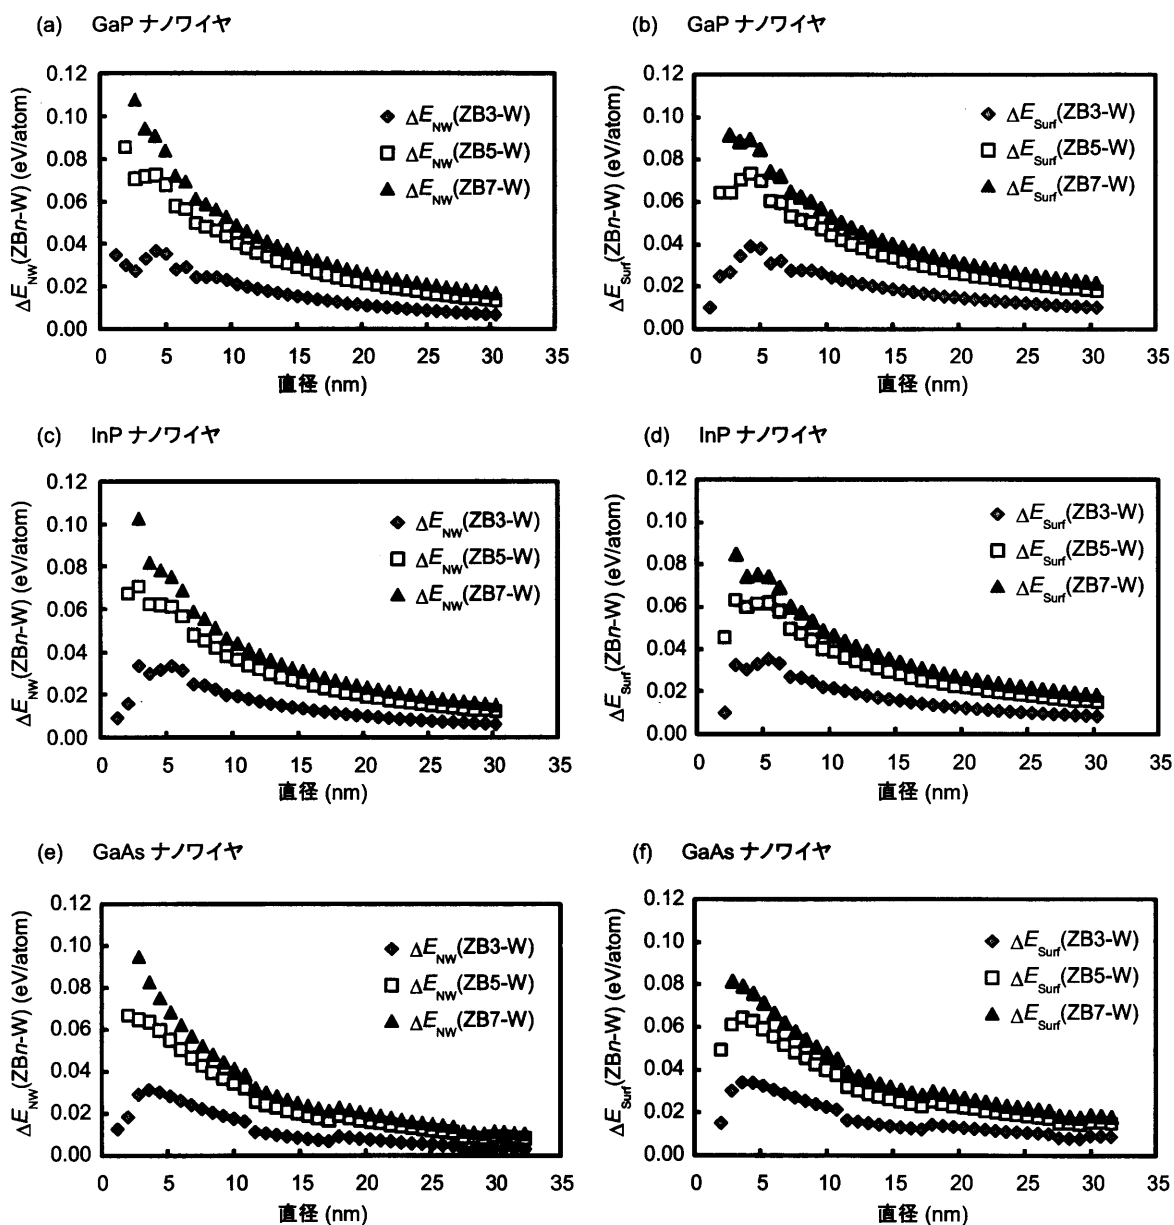 (a) GaP ナノワイヤ
ΔE_NW(ZBn-W) (eV/atom)
0.12
0.10
0.08
0.06
0.04
0.02
0.00
ΔE_NW(ZB3-W)
ΔE_NW(ZB5-W)
ΔE_NW(ZB7-W)
0 5 10 15 20 25 30 35
直径 (nm)
(b) GaP ナノワイヤ
ΔE_Surf(ZBn-W) (eV/atom)
0.12
0.10
0.08
0.06
0.04
0.02
0.00
ΔE_Surf(ZB3-W)
ΔE_Surf(ZB5-W)
ΔE_Surf(ZB7-W)
0 5 10 15 20 25 30 35
直径 (nm)
(c) InP ナノワイヤ
ΔE_NW(ZBn-W) (eV/atom)
0.12
0.10
0.08
0.06
0.04
0.02
0.00
ΔE_NW(ZB3-W)
ΔE_NW(ZB5-W)
ΔE_NW(ZB7-W)
0 5 10 15 20 25 30 35
直径 (nm)
(d) InP ナノワイヤ
ΔE_Surf(ZBn-W) (eV/atom)
0.12
0.10
0.08
0.06
0.04
0.02
0.00
ΔE_Surf(ZB3-W)
ΔE_Surf(ZB5-W)
ΔE_Surf(ZB7-W)
0 5 10 15 20 25 30 35
直径 (nm)
(e) GaAs ナノワイヤ
ΔE_NW(ZBn-W) (eV/atom)
0.12
0.10
0.08
0.06
0.04
0.02
0.00
ΔE_NW(ZB3-W)
ΔE_NW(ZB5-W)
ΔE_NW(ZB7-W)
0 5 10 15 20 25 30 35
直径 (nm)
(f) GaAs ナノワイヤ
ΔE_Surf(ZBn-W) (eV/atom)
0.12
0.10
0.08
0.06
0.04
0.02
0.00
ΔE_Surf(ZB3-W)
ΔE_Surf(ZB5-W)
ΔE_Surf(ZB7-W)
0 5 10 15 20 25 30 35
直径 (nm)